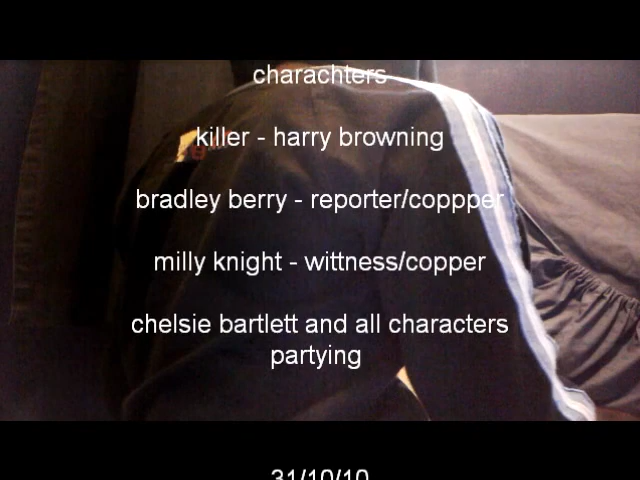 charachters
killer - harry browning
bradley berry - reporter/coppper
milly knight - wittness/copper
chelsie bartlett and all characters
partying
31/10/10